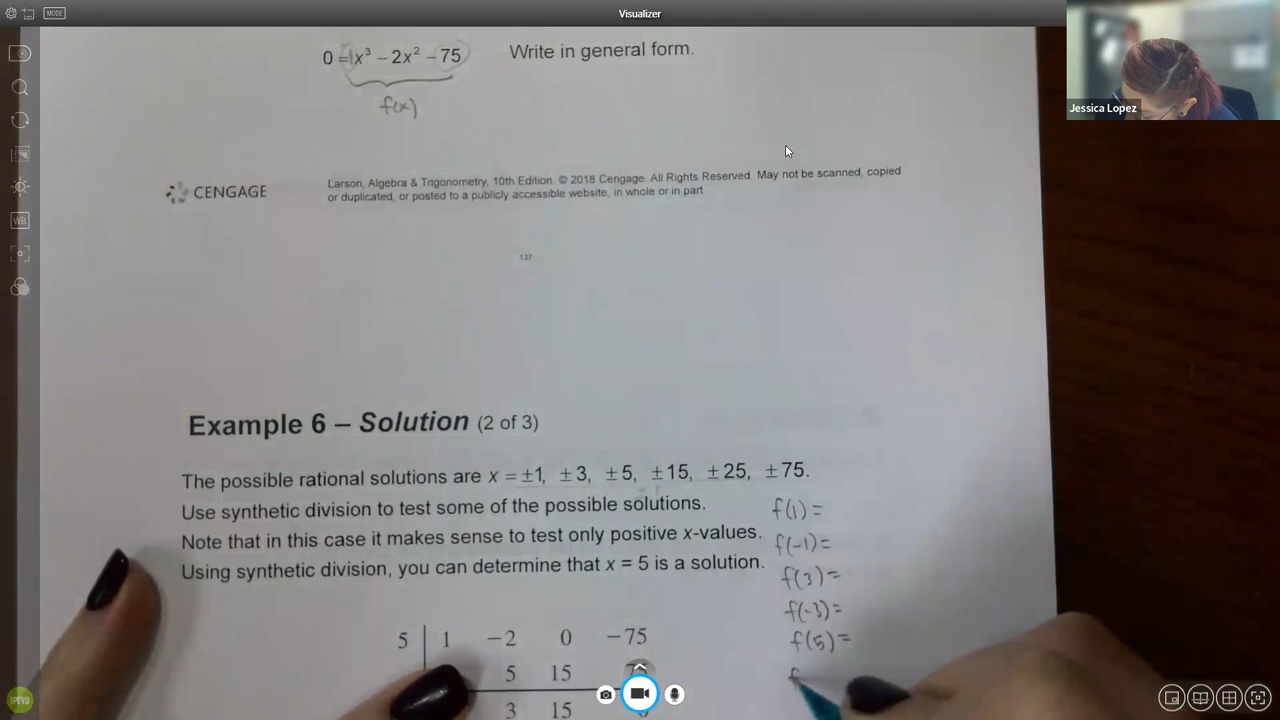 MODE
Visualizer
0 = 1x³ − 2x² − 75 Write in general form.
f(x)
Jessica Lopez
WB
CENGAGE
Larson, Algebra & Trigonometry, 10th Edition. © 2018 Cengage. All Rights Reserved. May not be scanned, copied
or duplicated, or posted to a publicly accessible website, in whole or in part
137
Example 6 – Solution (2 of 3)
The possible rational solutions are x = ±1, ±3, ±5, ±15, ±25, ±75.
Use synthetic division to test some of the possible solutions.
Note that in this case it makes sense to test only positive x-values.
Using synthetic division, you can determine that x = 5 is a solution.
f(1) =
f(-1) =
f(3) =
f(-3) =
f(5) =
f
5 1 −2 0 −75
5 15
3 15
IPEVO